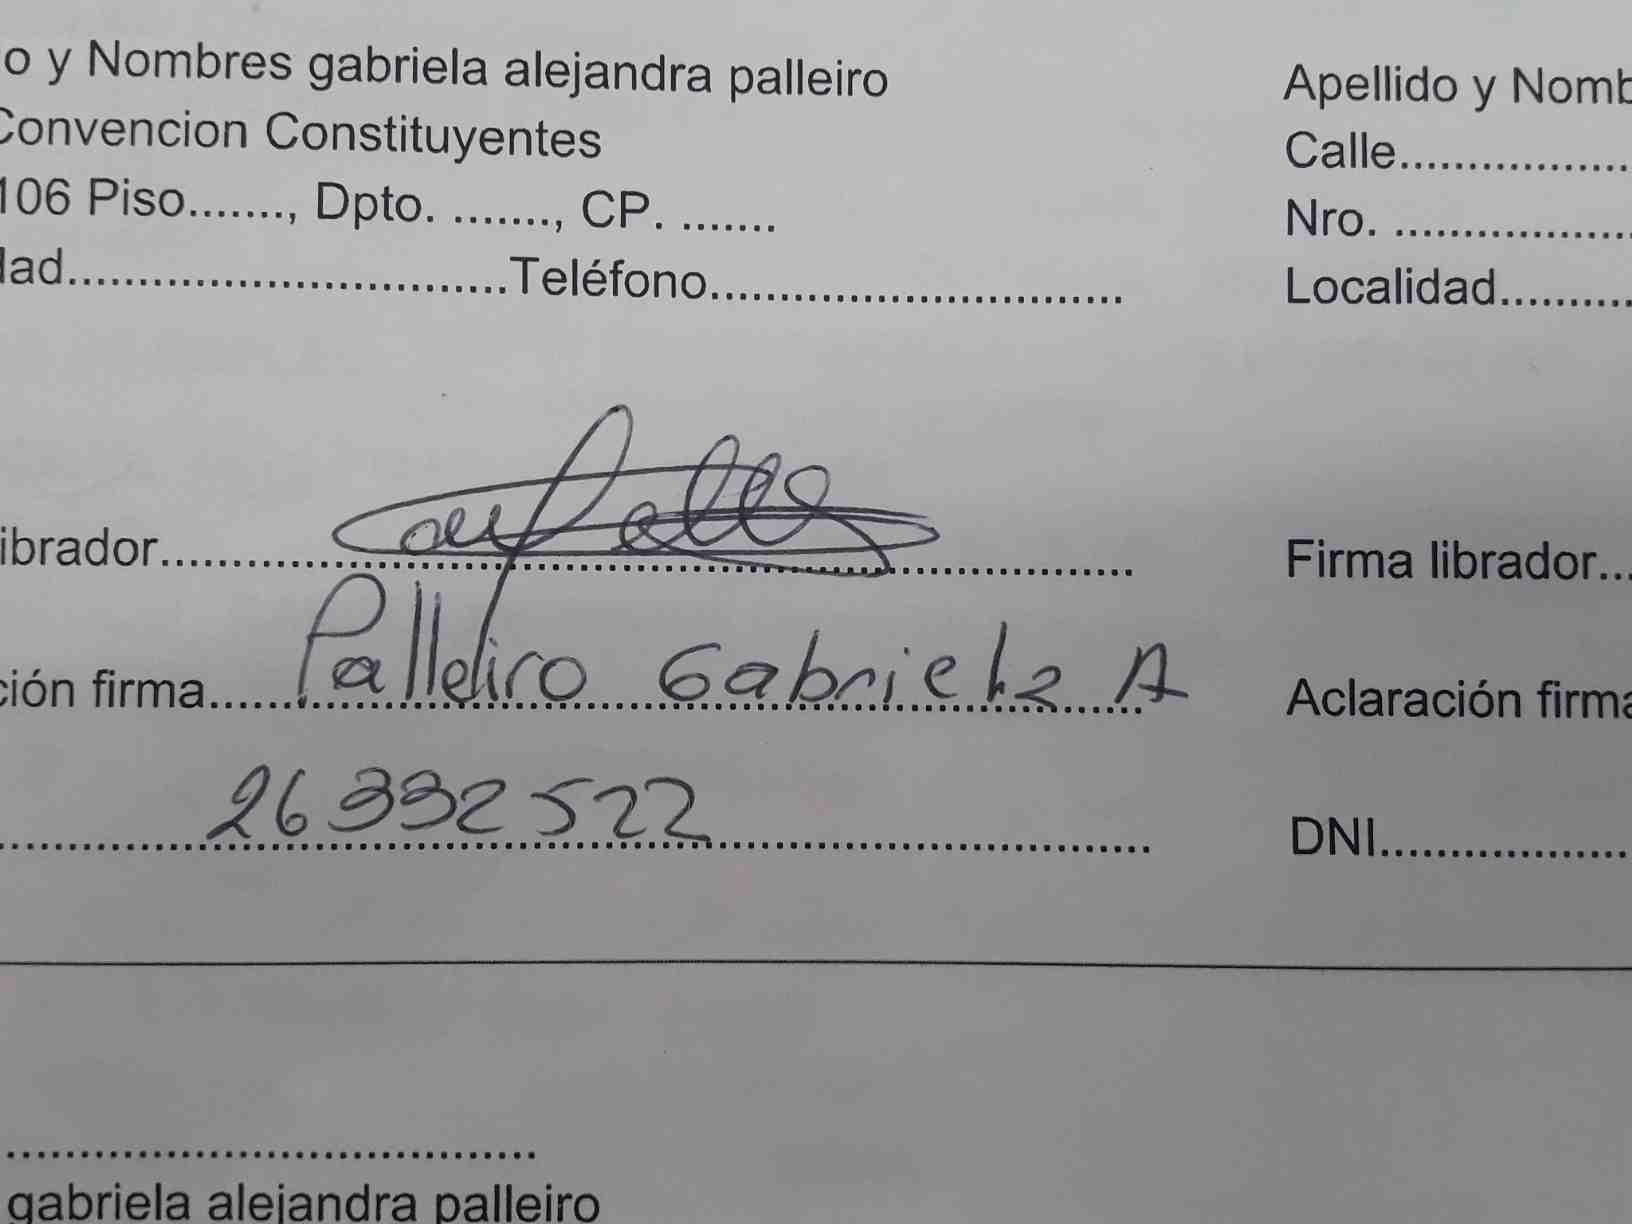 o y Nombres gabriela alejandra palleiro
Convencion Constituyentes
106 Piso......., Dpto. ......., CP. .......
dad................................Teléfono..............................
ibrador......................................................................
Palleiro Gabriela A
ción firma....................................................................
26332522
....................................................................................
Apellido y Nomb
Calle.................
Nro. .................
Localidad..........
Firma librador...
Aclaración firma
DNI..................
.....................................
gabriela alejandra palleiro